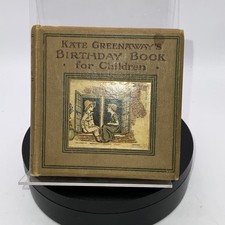 KATE GREENAWAY'S
BIRTHDAY BOOK
for Children